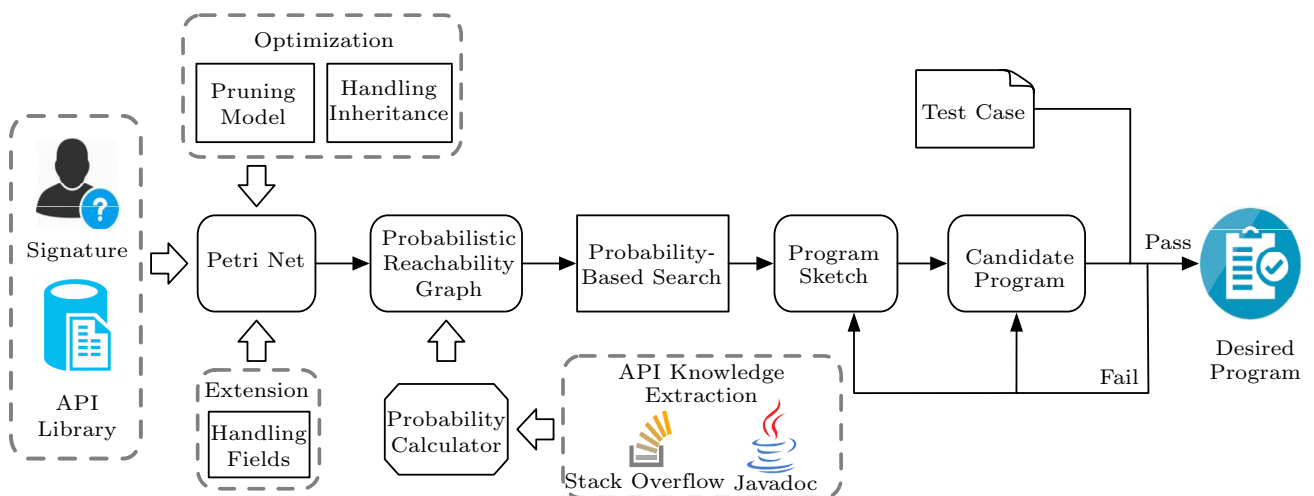 Optimization
Pruning
Model
Handling
Inheritance
Test Case
?
Signature
API
Library
Petri Net
Probabilistic
Reachability
Graph
Probability-
Based Search
Program
Sketch
Candidate
Program
Pass
Fail
Desired
Program
Extension
Handling
Fields
Probability
Calculator
API Knowledge
Extraction
Stack Overflow
Javadoc